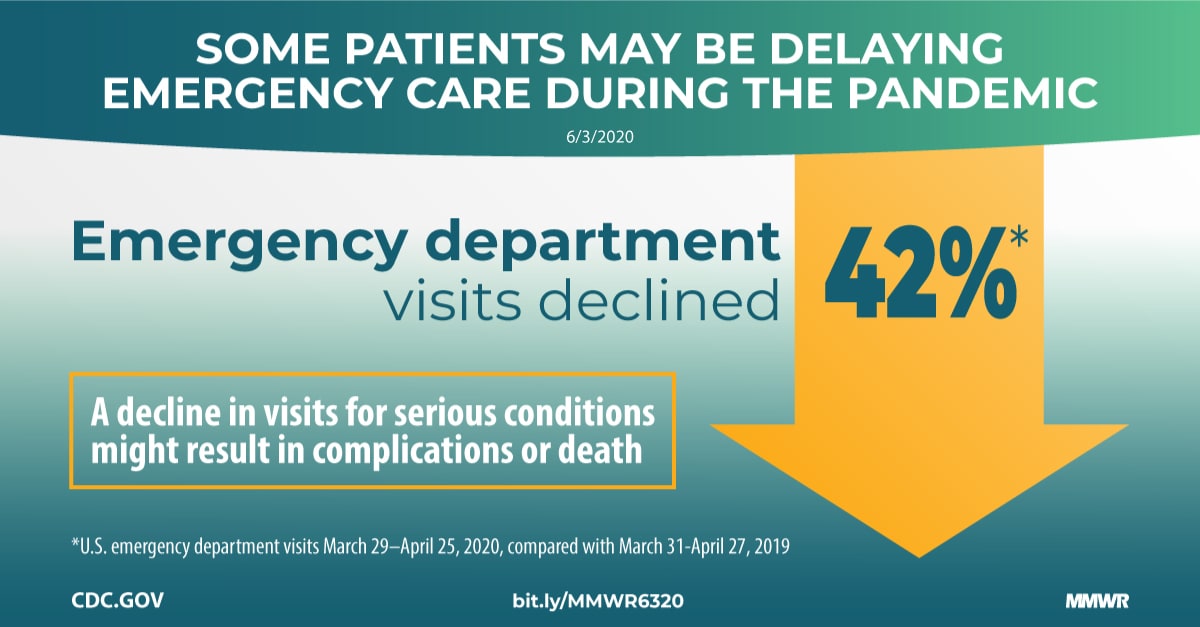 SOME PATIENTS MAY BE DELAYING
EMERGENCY CARE DURING THE PANDEMIC
6/3/2020
Emergency department
visits declined
42%*
A decline in visits for serious conditions
might result in complications or death
*U.S. emergency department visits March 29–April 25, 2020, compared with March 31-April 27, 2019
CDC.GOV
bit.ly/MMWR6320
MMWR